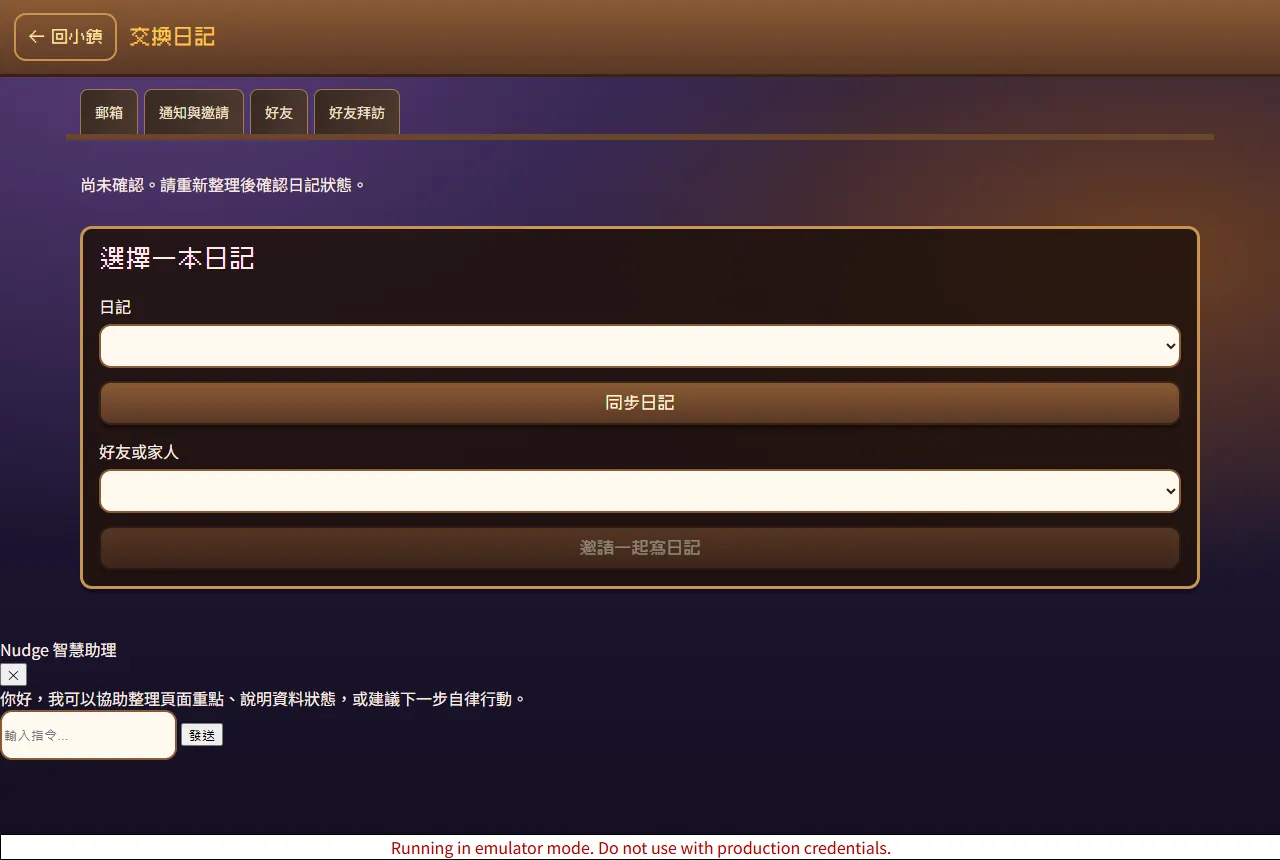 ← 回小鎮 交換日記
郵箱 通知與邀請 好友 好友拜訪
尚未確認。請重新整理後確認日記狀態。
選擇一本日記
日記
同步日記
好友或家人
邀請一起寫日記
Nudge 智慧助理
×
你好，我可以協助整理頁面重點、說明資料狀態，或建議下一步自律行動。
輸入指令... 發送
Running in emulator mode. Do not use with production credentials.